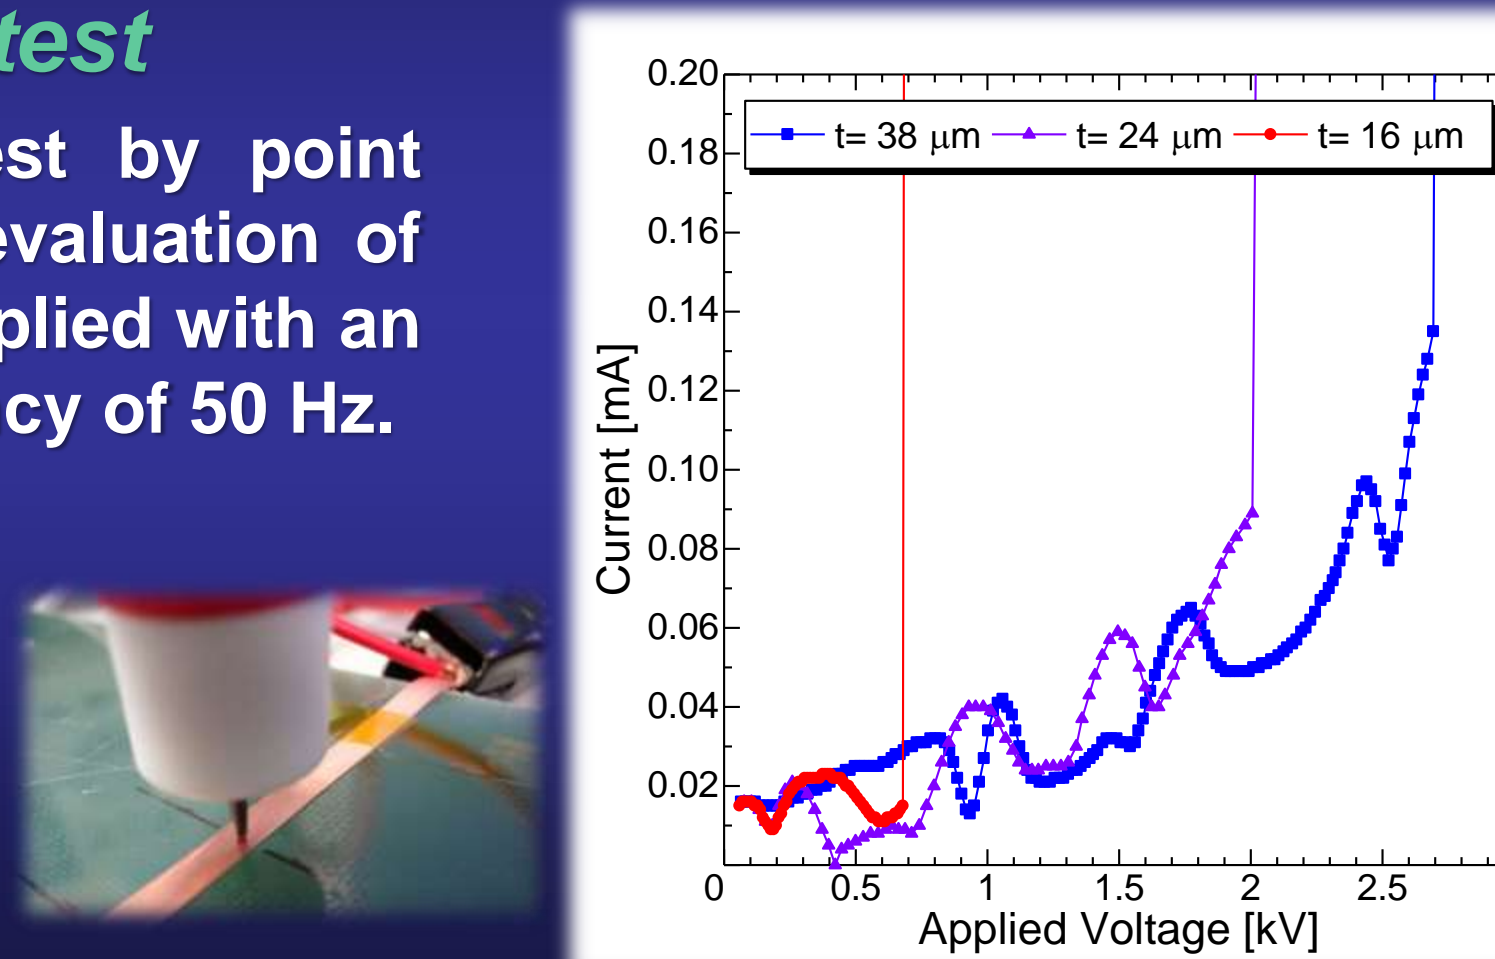 test
est by point
evaluation of
plied with an
ncy of 50 Hz.
0.20
0.18
0.16
0.14
0.12
0.10
0.08
0.06
0.04
0.02
Current [mA]
t= 38 μm t= 24 μm t= 16 μm
0 0.5 1 1.5 2 2.5
Applied Voltage [kV]